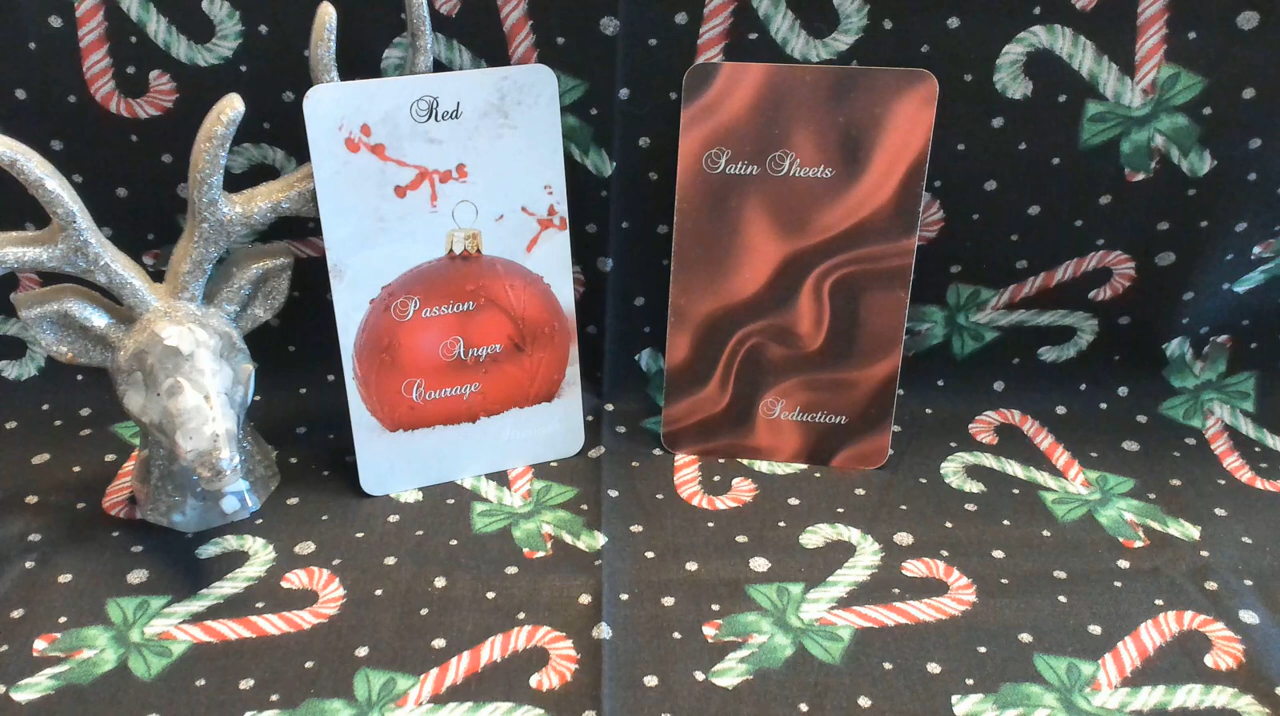 Red
Passion
Anger
Courage
Satin Sheets
Seduction